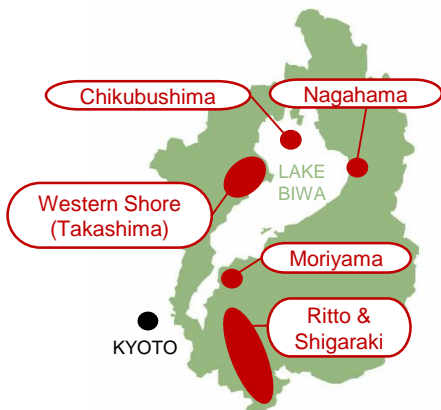 Chikubushima
Nagahama
LAKE
BIWA
Western Shore
(Takashima)
Moriyama
Ritto &
Shigaraki
KYOTO